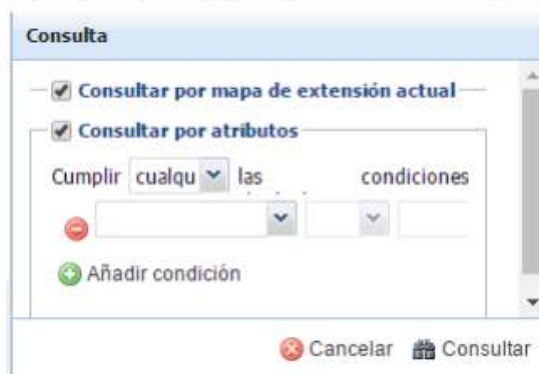 Consulta
Consultar por mapa de extensión actual
Consultar por atributos
Cumplir cualqu las condiciones
Añadir condición
Cancelar Consultar